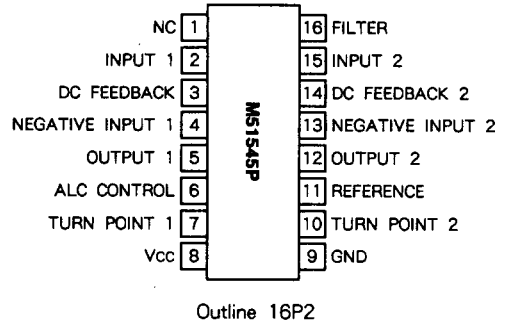 NC 1 16 FILTER
INPUT 1 2 15 INPUT 2
DC FEEDBACK 3 14 DC FEEDBACK 2
NEGATIVE INPUT 1 4 13 NEGATIVE INPUT 2
OUTPUT 1 5 12 OUTPUT 2
ALC CONTROL 6 11 REFERENCE
TURN POINT 1 7 10 TURN POINT 2
Vcc 8 9 GND
M51545P
Outline 16P2